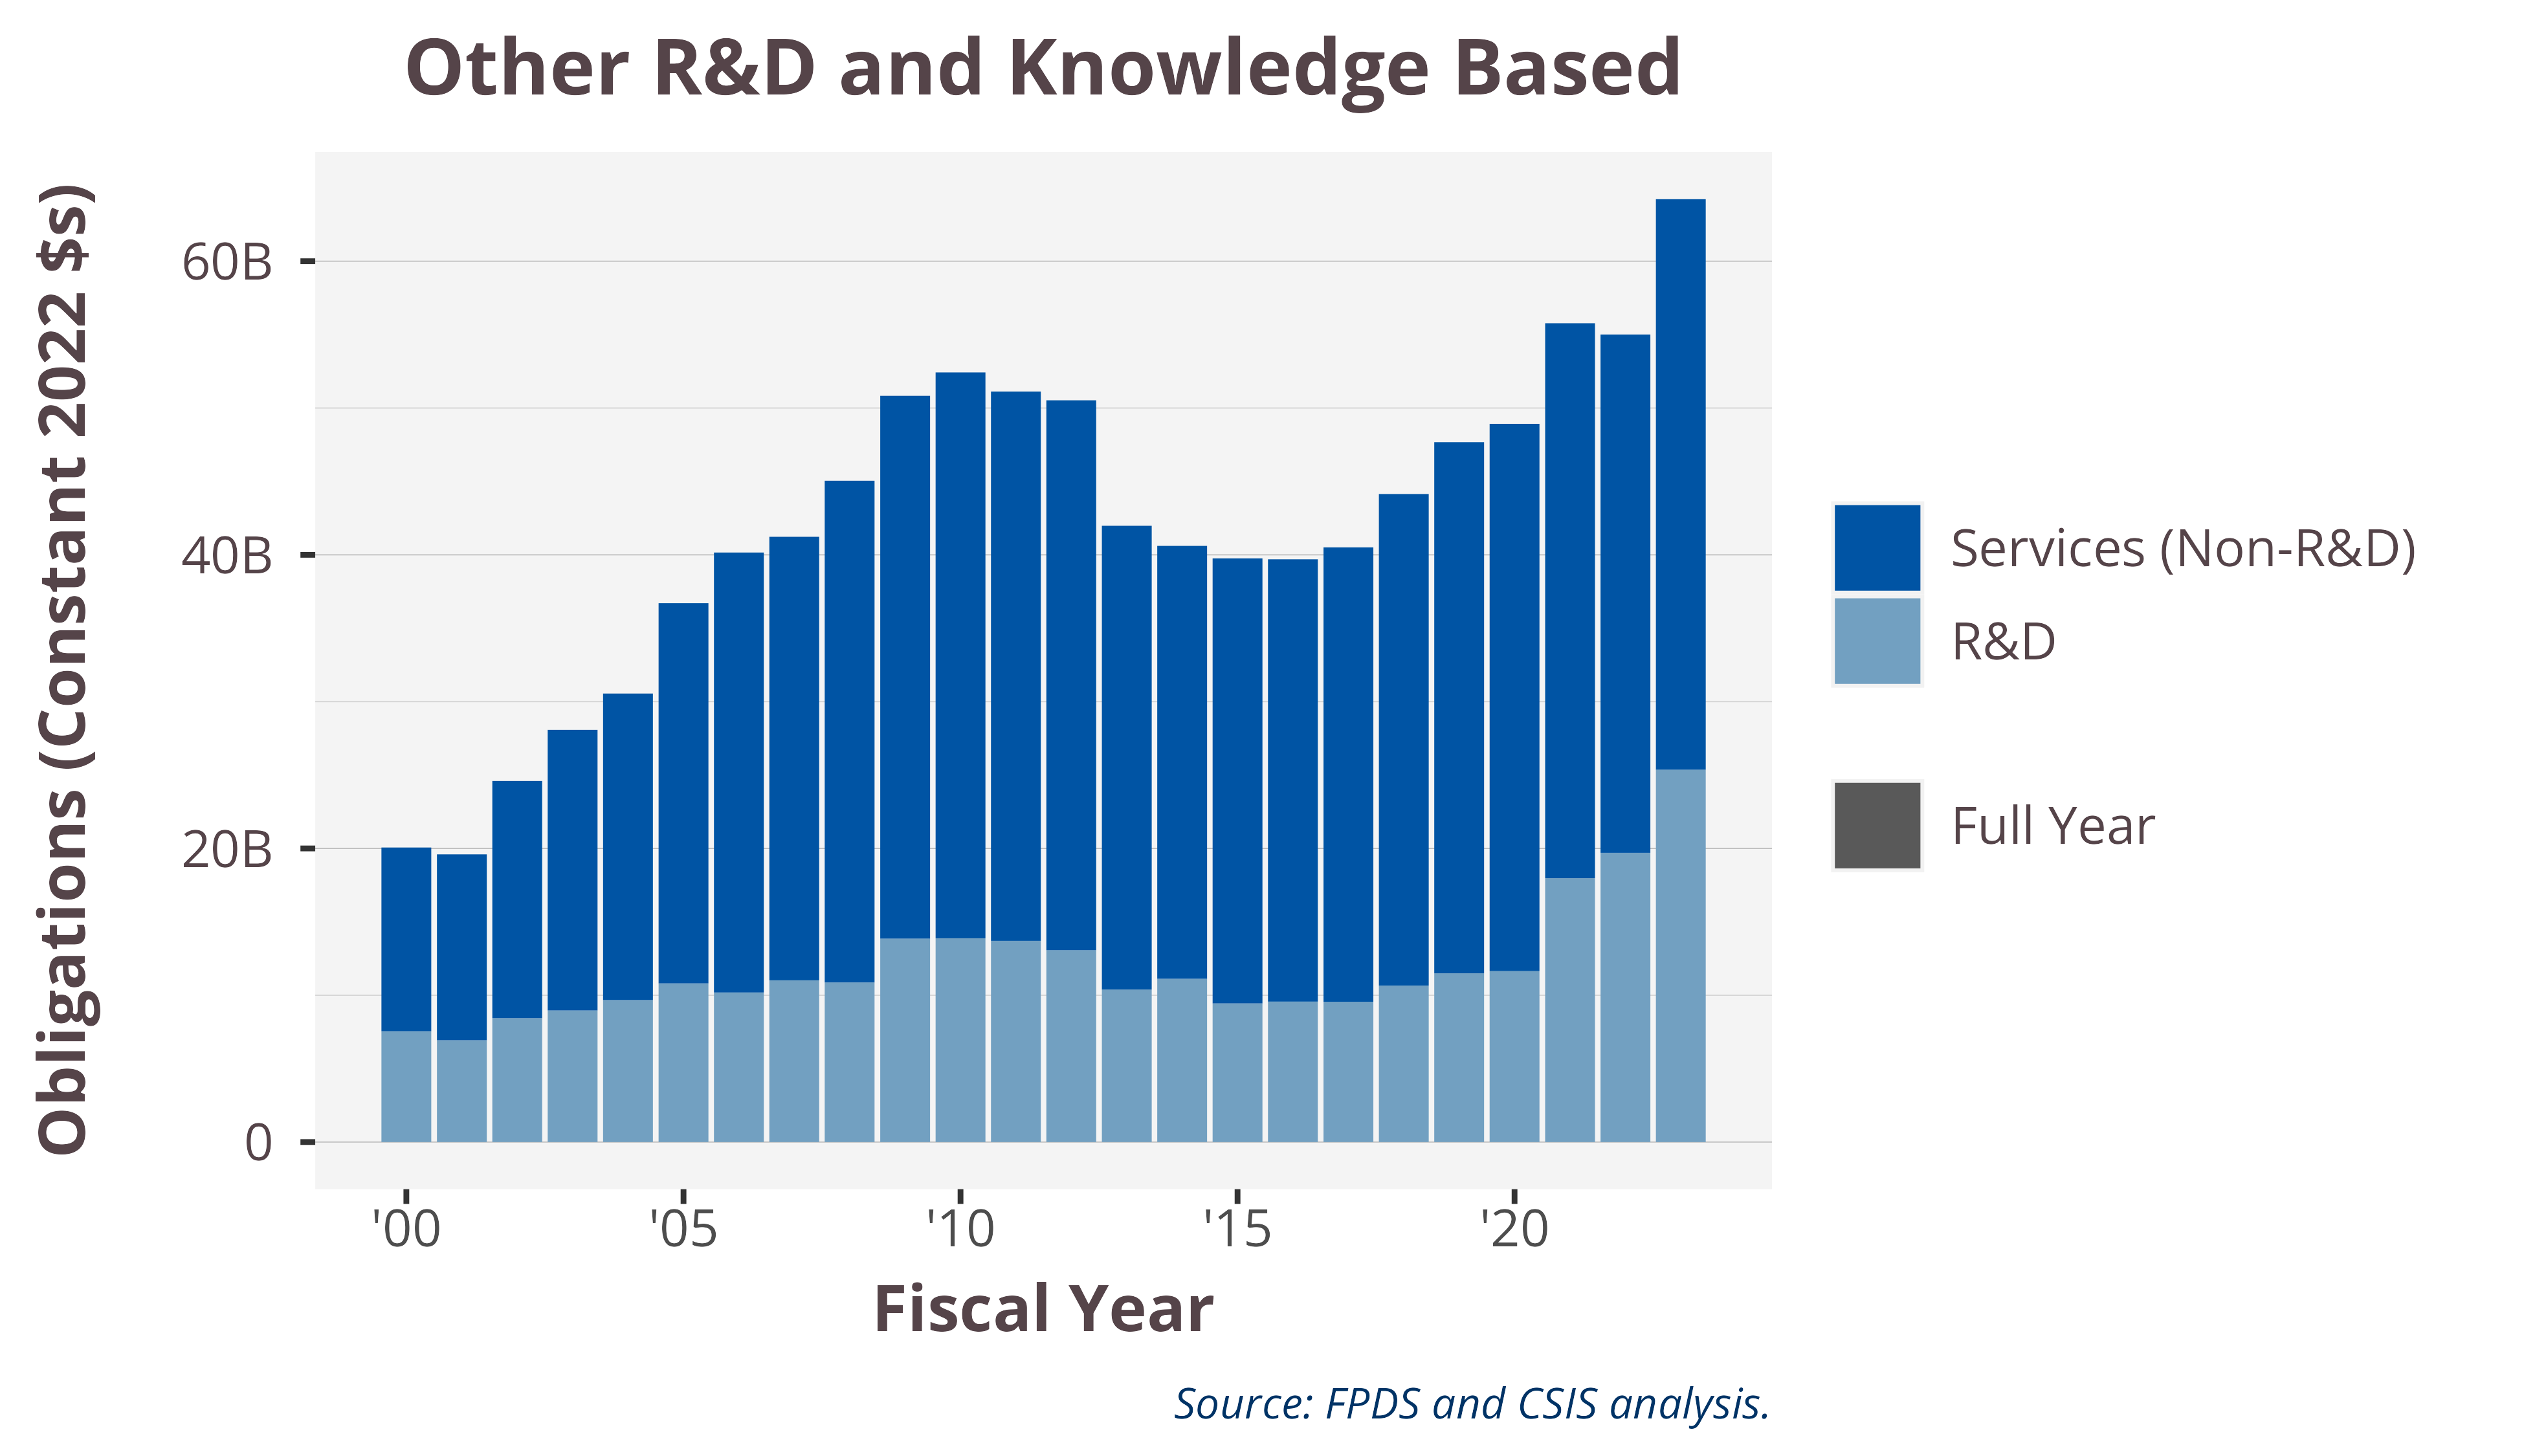 Other R&D and Knowledge Based
Obligations (Constant 2022 $s)
60B
40B
20B
0
'00
'05
'10
'15
'20
Fiscal Year
Services (Non-R&D)
R&D
Full Year
Source: FPDS and CSIS analysis.